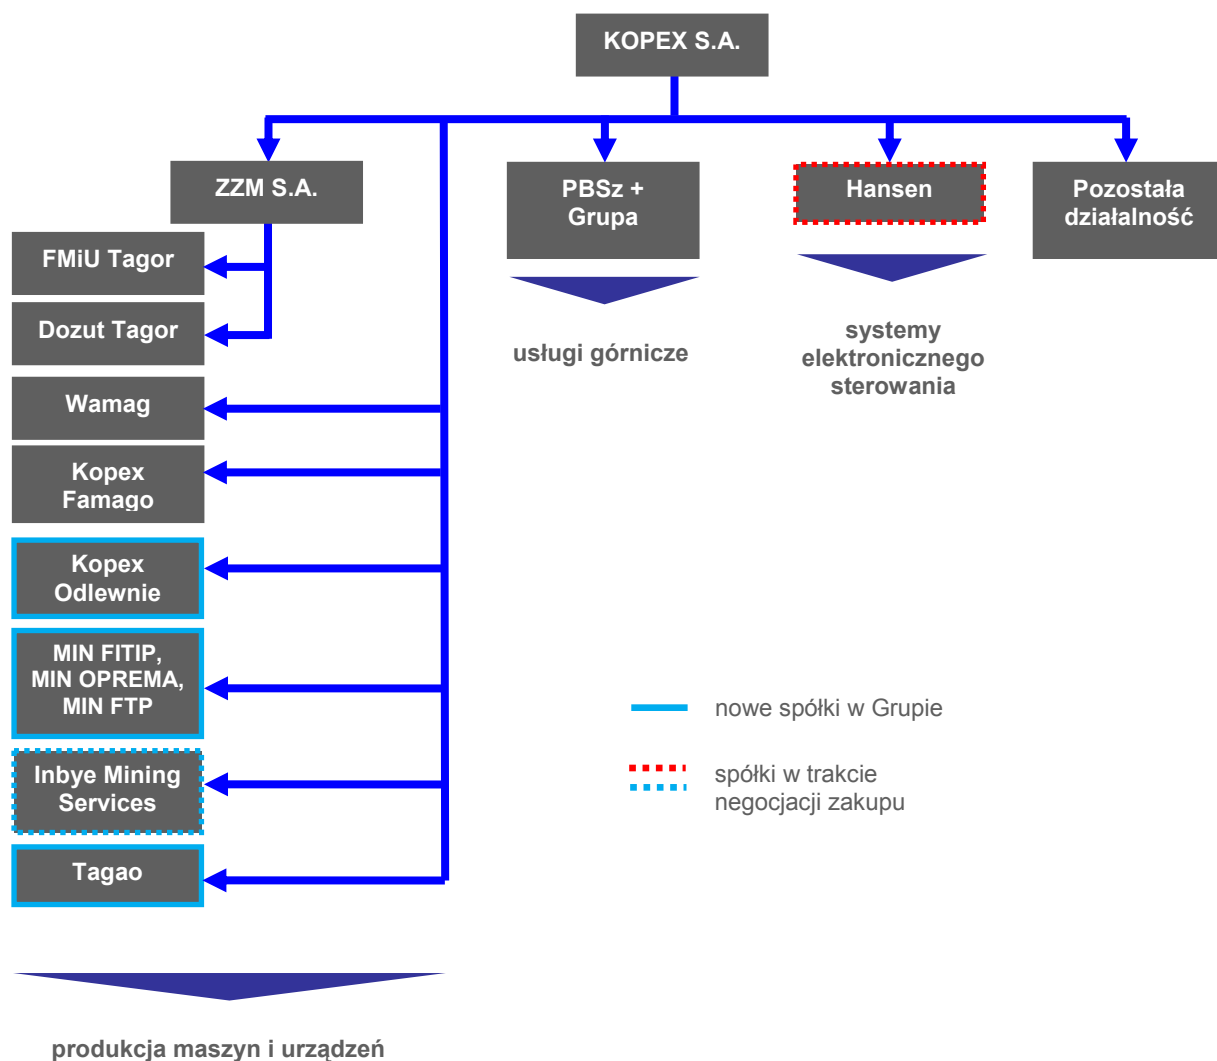 KOPEX S.A.
ZZM S.A.
PBSz +
Grupa
Hansen
Pozostała
działalność
FMiU Tagor
Dozut Tagor
Wamag
Kopex
Famago
Kopex
Odlewnie
MIN FITIP,
MIN OPREMA,
MIN FTP
Inbye Mining
Services
Tagao
usługi górnicze
systemy
elektronicznego
sterowania
nowe spółki w Grupie
spółki w trakcie
negocjacji zakupu
produkcja maszyn i urządzeń